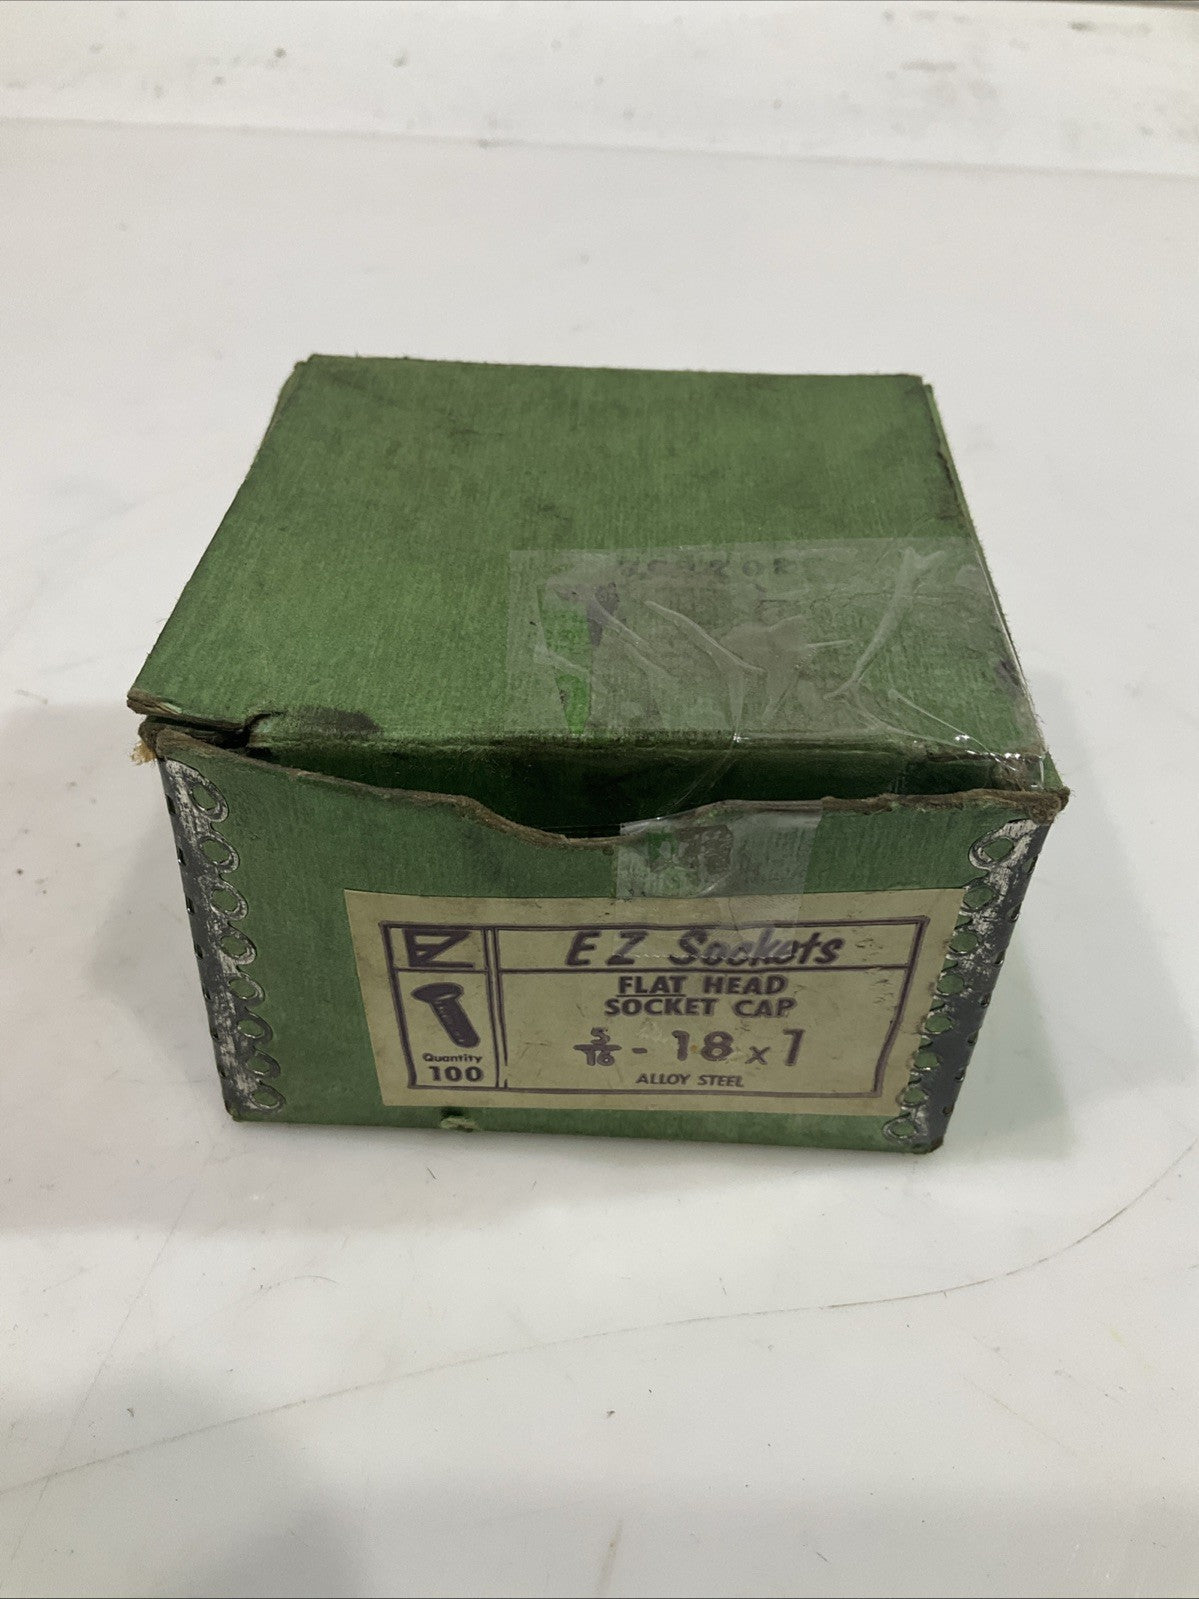 EZ
E Z Sockets
FLAT HEAD
SOCKET CAP
5/16 - 18 x 1
ALLOY STEEL
Quantity
100